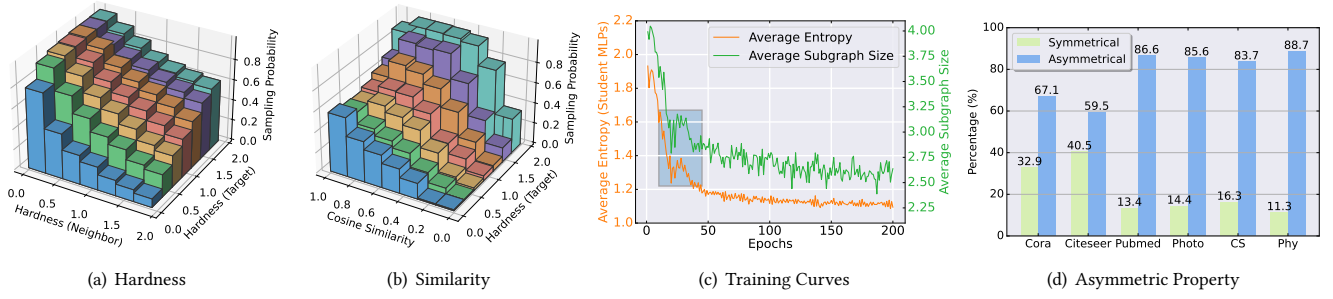 0.0
0.5
1.0
1.5
2.0
Hardness (Neighbor)
0.0
0.5
1.0
1.5
2.0
Hardness (Target)
0.0
0.2
0.4
0.6
0.8
Sampling Probability
(a) Hardness
1.0
0.8
0.6
0.4
0.2
0.0
Cosine Similarity
0.0
0.5
1.0
1.5
2.0
Hardness (Target)
0.0
0.2
0.4
0.6
0.8
Sampling Probability
(b) Similarity
2.2
2.0
1.8
1.6
1.4
1.2
1.0
Average Entropy (Student MLPs)
Average Entropy
Average Subgraph Size
4.00
3.75
3.50
3.25
3.00
2.75
2.50
2.25
Average Subgraph Size
0
50
100
150
200
Epochs
(c) Training Curves
100
80
60
40
20
0
Percentage (%)
Symmetrical
Asymmetrical
32.9
67.1
40.5
59.5
13.4
86.6
14.4
85.6
16.3
83.7
11.3
88.7
Cora
Citeseer
Pubmed
Photo
CS
Phy
(d) Asymmetric Property